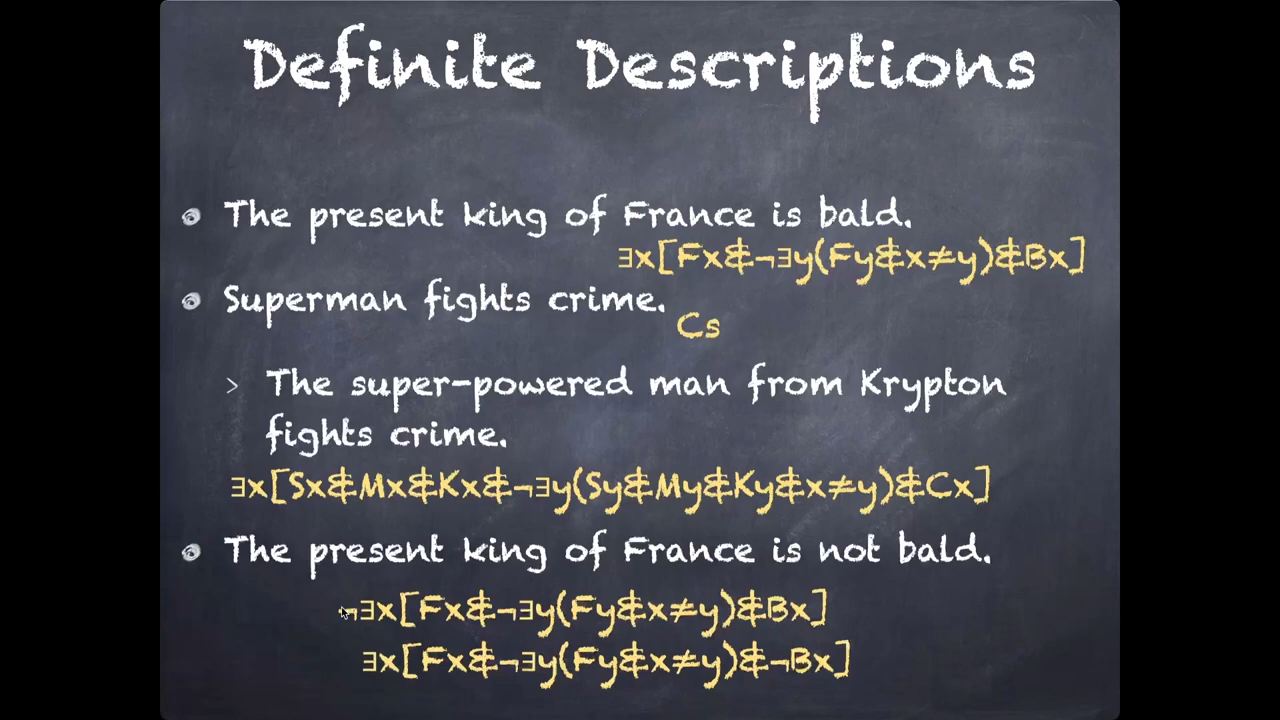 Definite Descriptions
The present king of France is bald.
∃x[Fx&¬∃y(Fy&x≠y)&Bx]
Superman fights crime.
Cs
> The super-powered man from Krypton
fights crime.
∃x[Sx&Mx&Kx&¬∃y(Sy&My&Ky&x≠y)&Cx]
The present king of France is not bald.
¬∃x[Fx&¬∃y(Fy&x≠y)&Bx]
∃x[Fx&¬∃y(Fy&x≠y)&¬Bx]